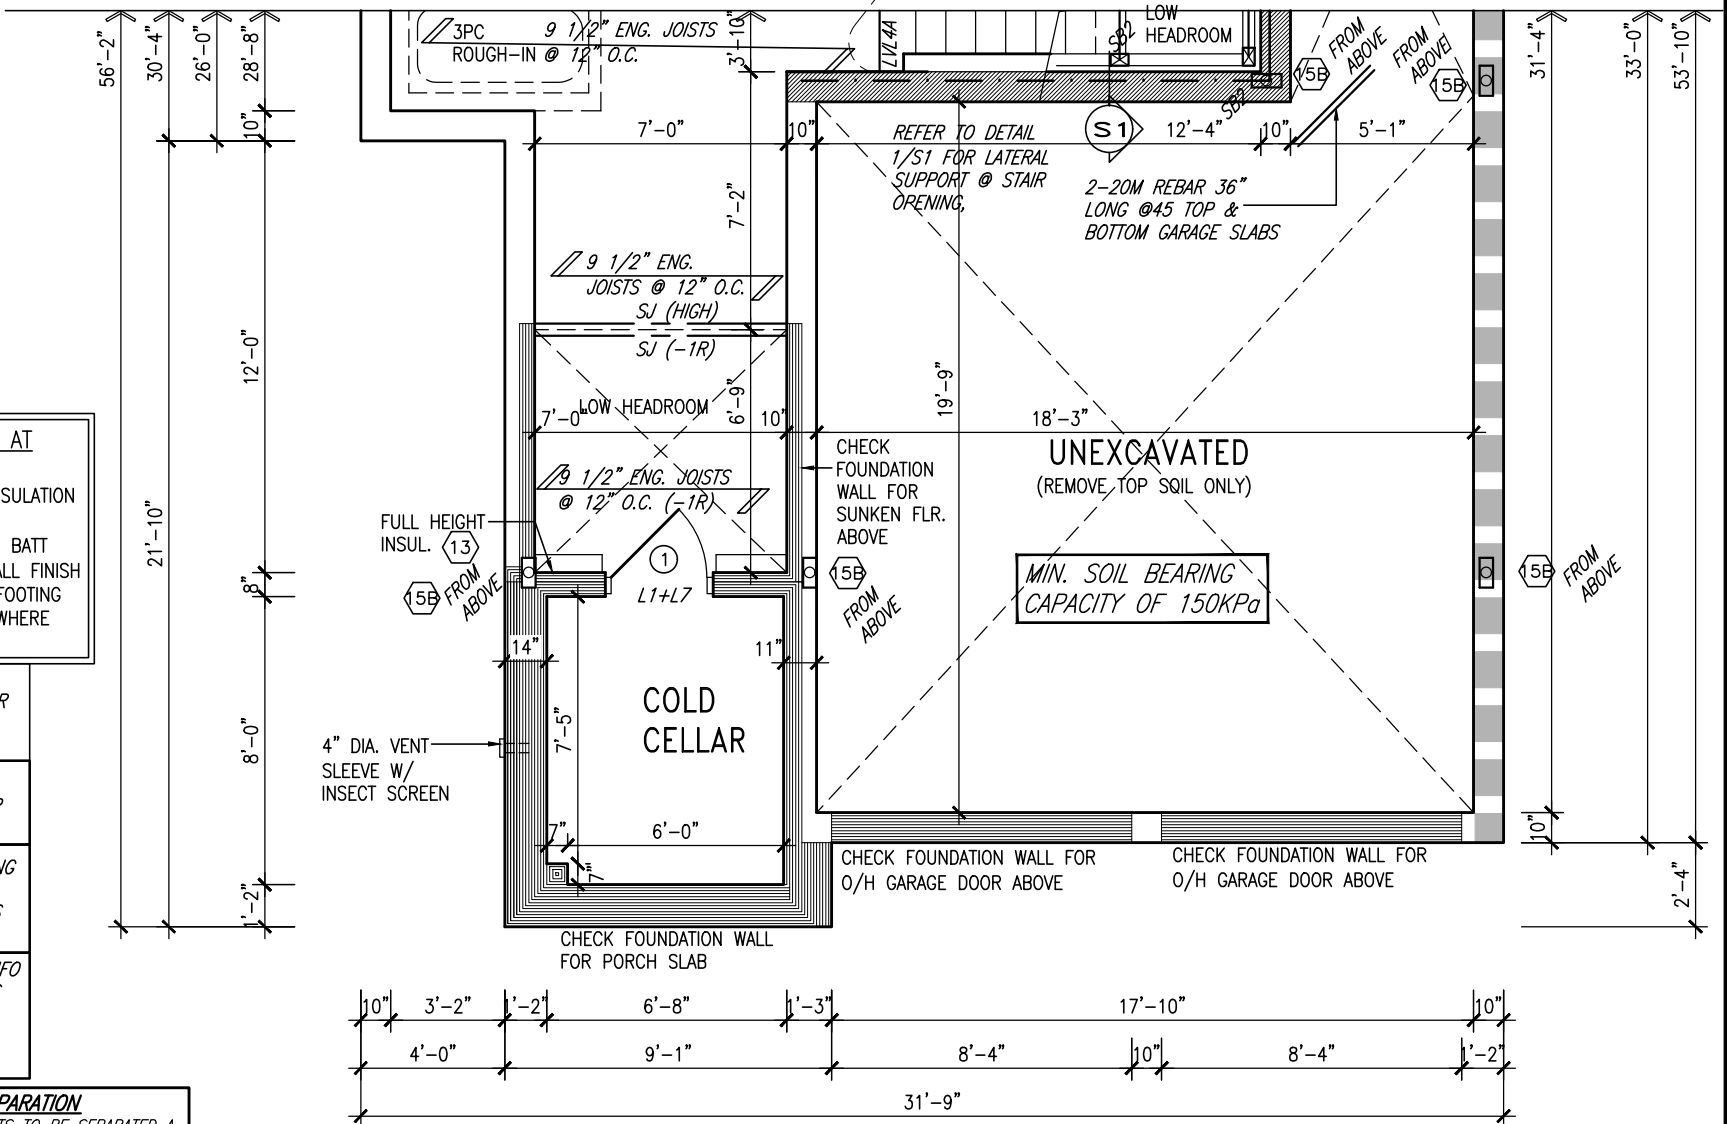 3PC
ROUGH-IN
9 1/2" ENG. JOISTS
@ 12" O.C.
3'-10"
LVL4A
SB2
LOW
HEADROOM
15B
FROM
ABOVE
FROM
ABOVE
15B
SB2
56'-2"
30'-4"
26'-0"
28'-8"
31'-4"
33'-0"
53'-10"
10"
7'-0"
10"
REFER TO DETAIL
1/S1 FOR LATERAL
SUPPORT @ STAIR
OPENING,
S1
12'-4"
10"
5'-1"
2-20M REBAR 36"
LONG @45 TOP &
BOTTOM GARAGE SLABS
7'-2"
9 1/2" ENG.
JOISTS @ 12" O.C.
SJ (HIGH)
SJ (-1R)
12'-0"
6'-9"
19'-9"
LOW HEADROOM
7'-0"
10"
18'-3"
UNEXCAVATED
(REMOVE TOP SOIL ONLY)
CHECK
FOUNDATION
WALL FOR
SUNKEN FLR.
ABOVE
9 1/2" ENG. JOISTS
@ 12" O.C. (-1R)
AT
SULATION
BATT
ALL FINISH
FOOTING
WHERE
21'-10"
FULL HEIGHT
INSUL.
13
1
L1+L7
8"
15B
FROM
ABOVE
15B
FROM
ABOVE
MIN. SOIL BEARING
CAPACITY OF 150KPa
15B
FROM
ABOVE
14"
11"
COLD
CELLAR
7'-5"
8'-0"
4" DIA. VENT
SLEEVE W/
INSECT SCREEN
R
P
NG
S
FO
7"
6'-0"
7"
1'-2"
10"
2'-4"
CHECK FOUNDATION WALL FOR
O/H GARAGE DOOR ABOVE
CHECK FOUNDATION WALL FOR
O/H GARAGE DOOR ABOVE
CHECK FOUNDATION WALL
FOR PORCH SLAB
10"
3'-2"
1'-2"
6'-8"
1'-3"
17'-10"
10"
4'-0"
9'-1"
8'-4"
10"
8'-4"
1'-2"
31'-9"
PARATION
TS TO BE SEPARATED A